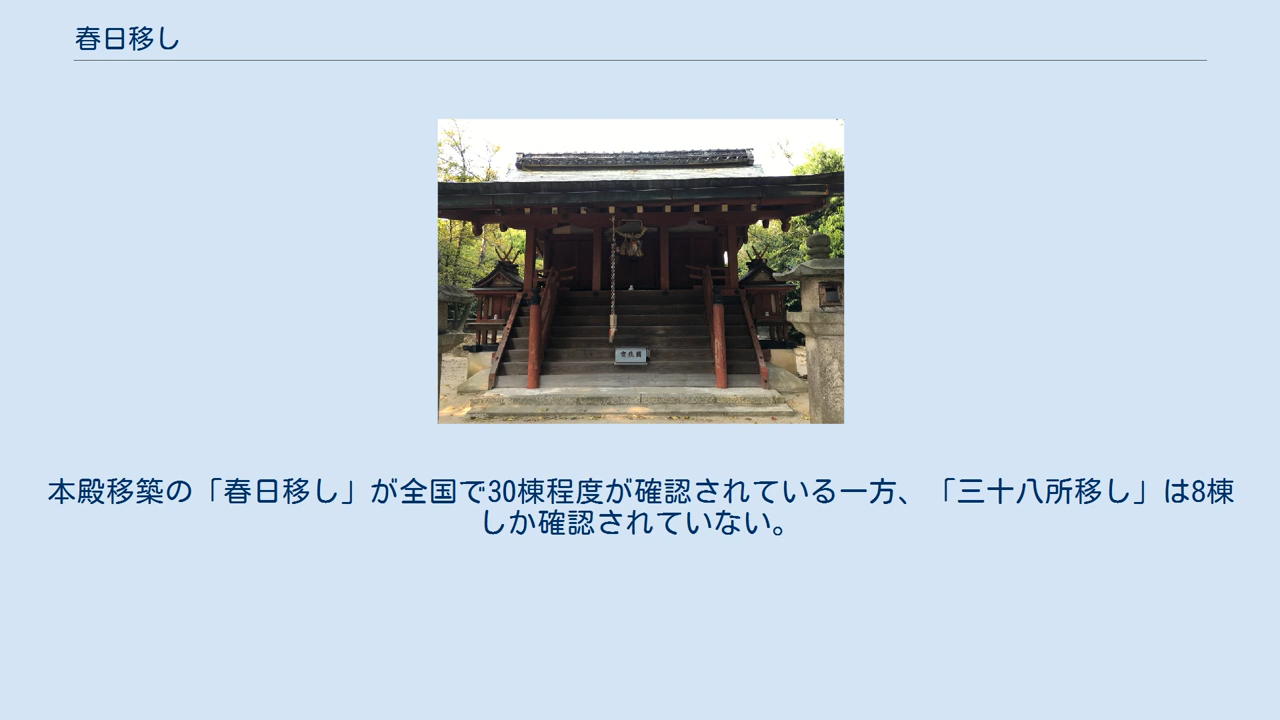 春日移し
本殿移築の「春日移し」が全国で30棟程度が確認されている一方、「三十八所移し」は8棟
しか確認されていない。